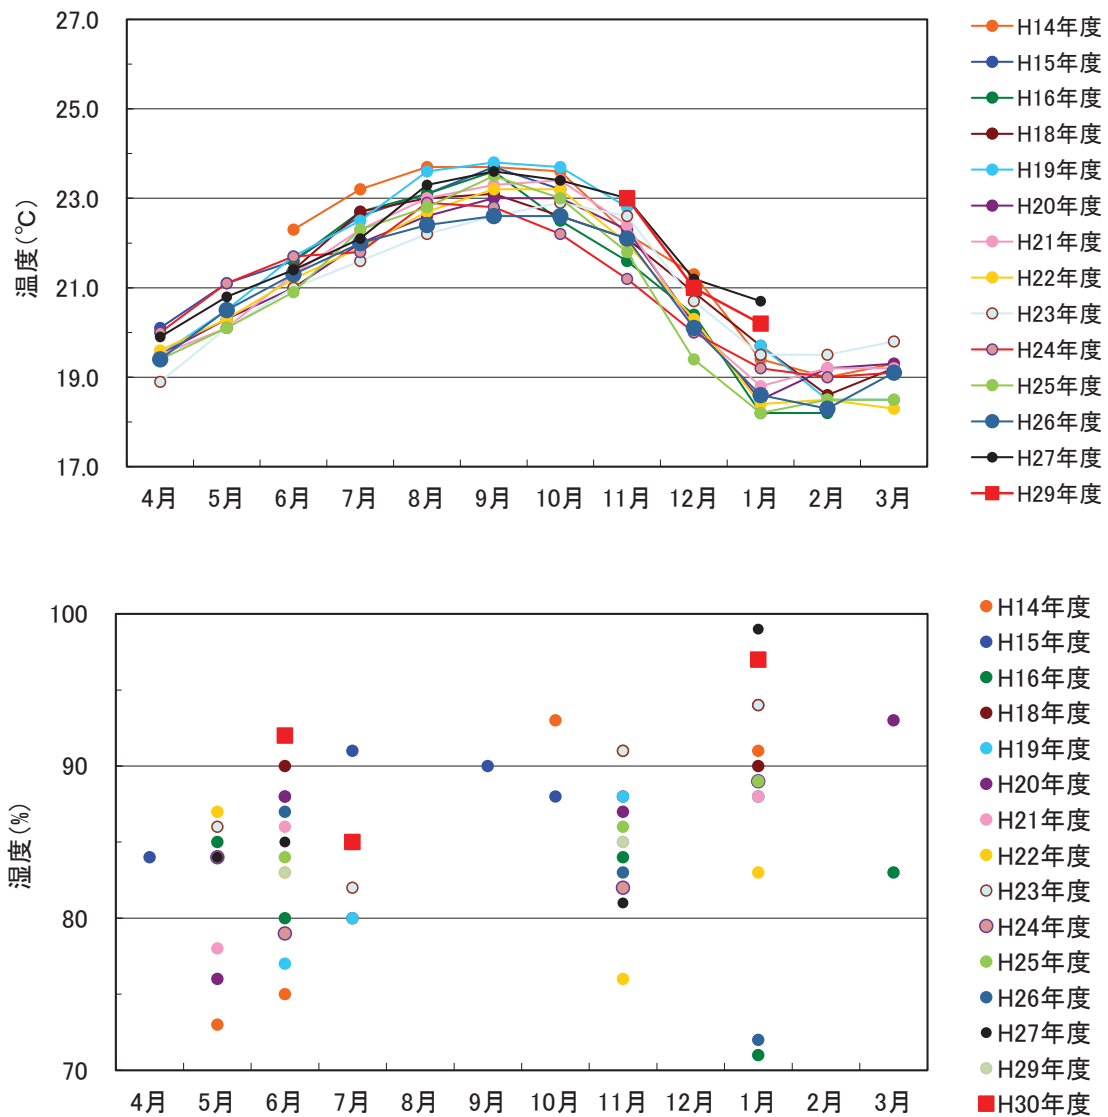 27.0
25.0
23.0
21.0
19.0
17.0
温度(℃)
4月 5月 6月 7月 8月 9月 10月 11月 12月 1月 2月 3月
H14年度
H15年度
H16年度
H18年度
H19年度
H20年度
H21年度
H22年度
H23年度
H24年度
H25年度
H26年度
H27年度
H29年度
100
90
80
70
湿度(%)
4月 5月 6月 7月 8月 9月 10月 11月 12月 1月 2月 3月
H14年度
H15年度
H16年度
H18年度
H19年度
H20年度
H21年度
H22年度
H23年度
H24年度
H25年度
H26年度
H27年度
H29年度
H30年度